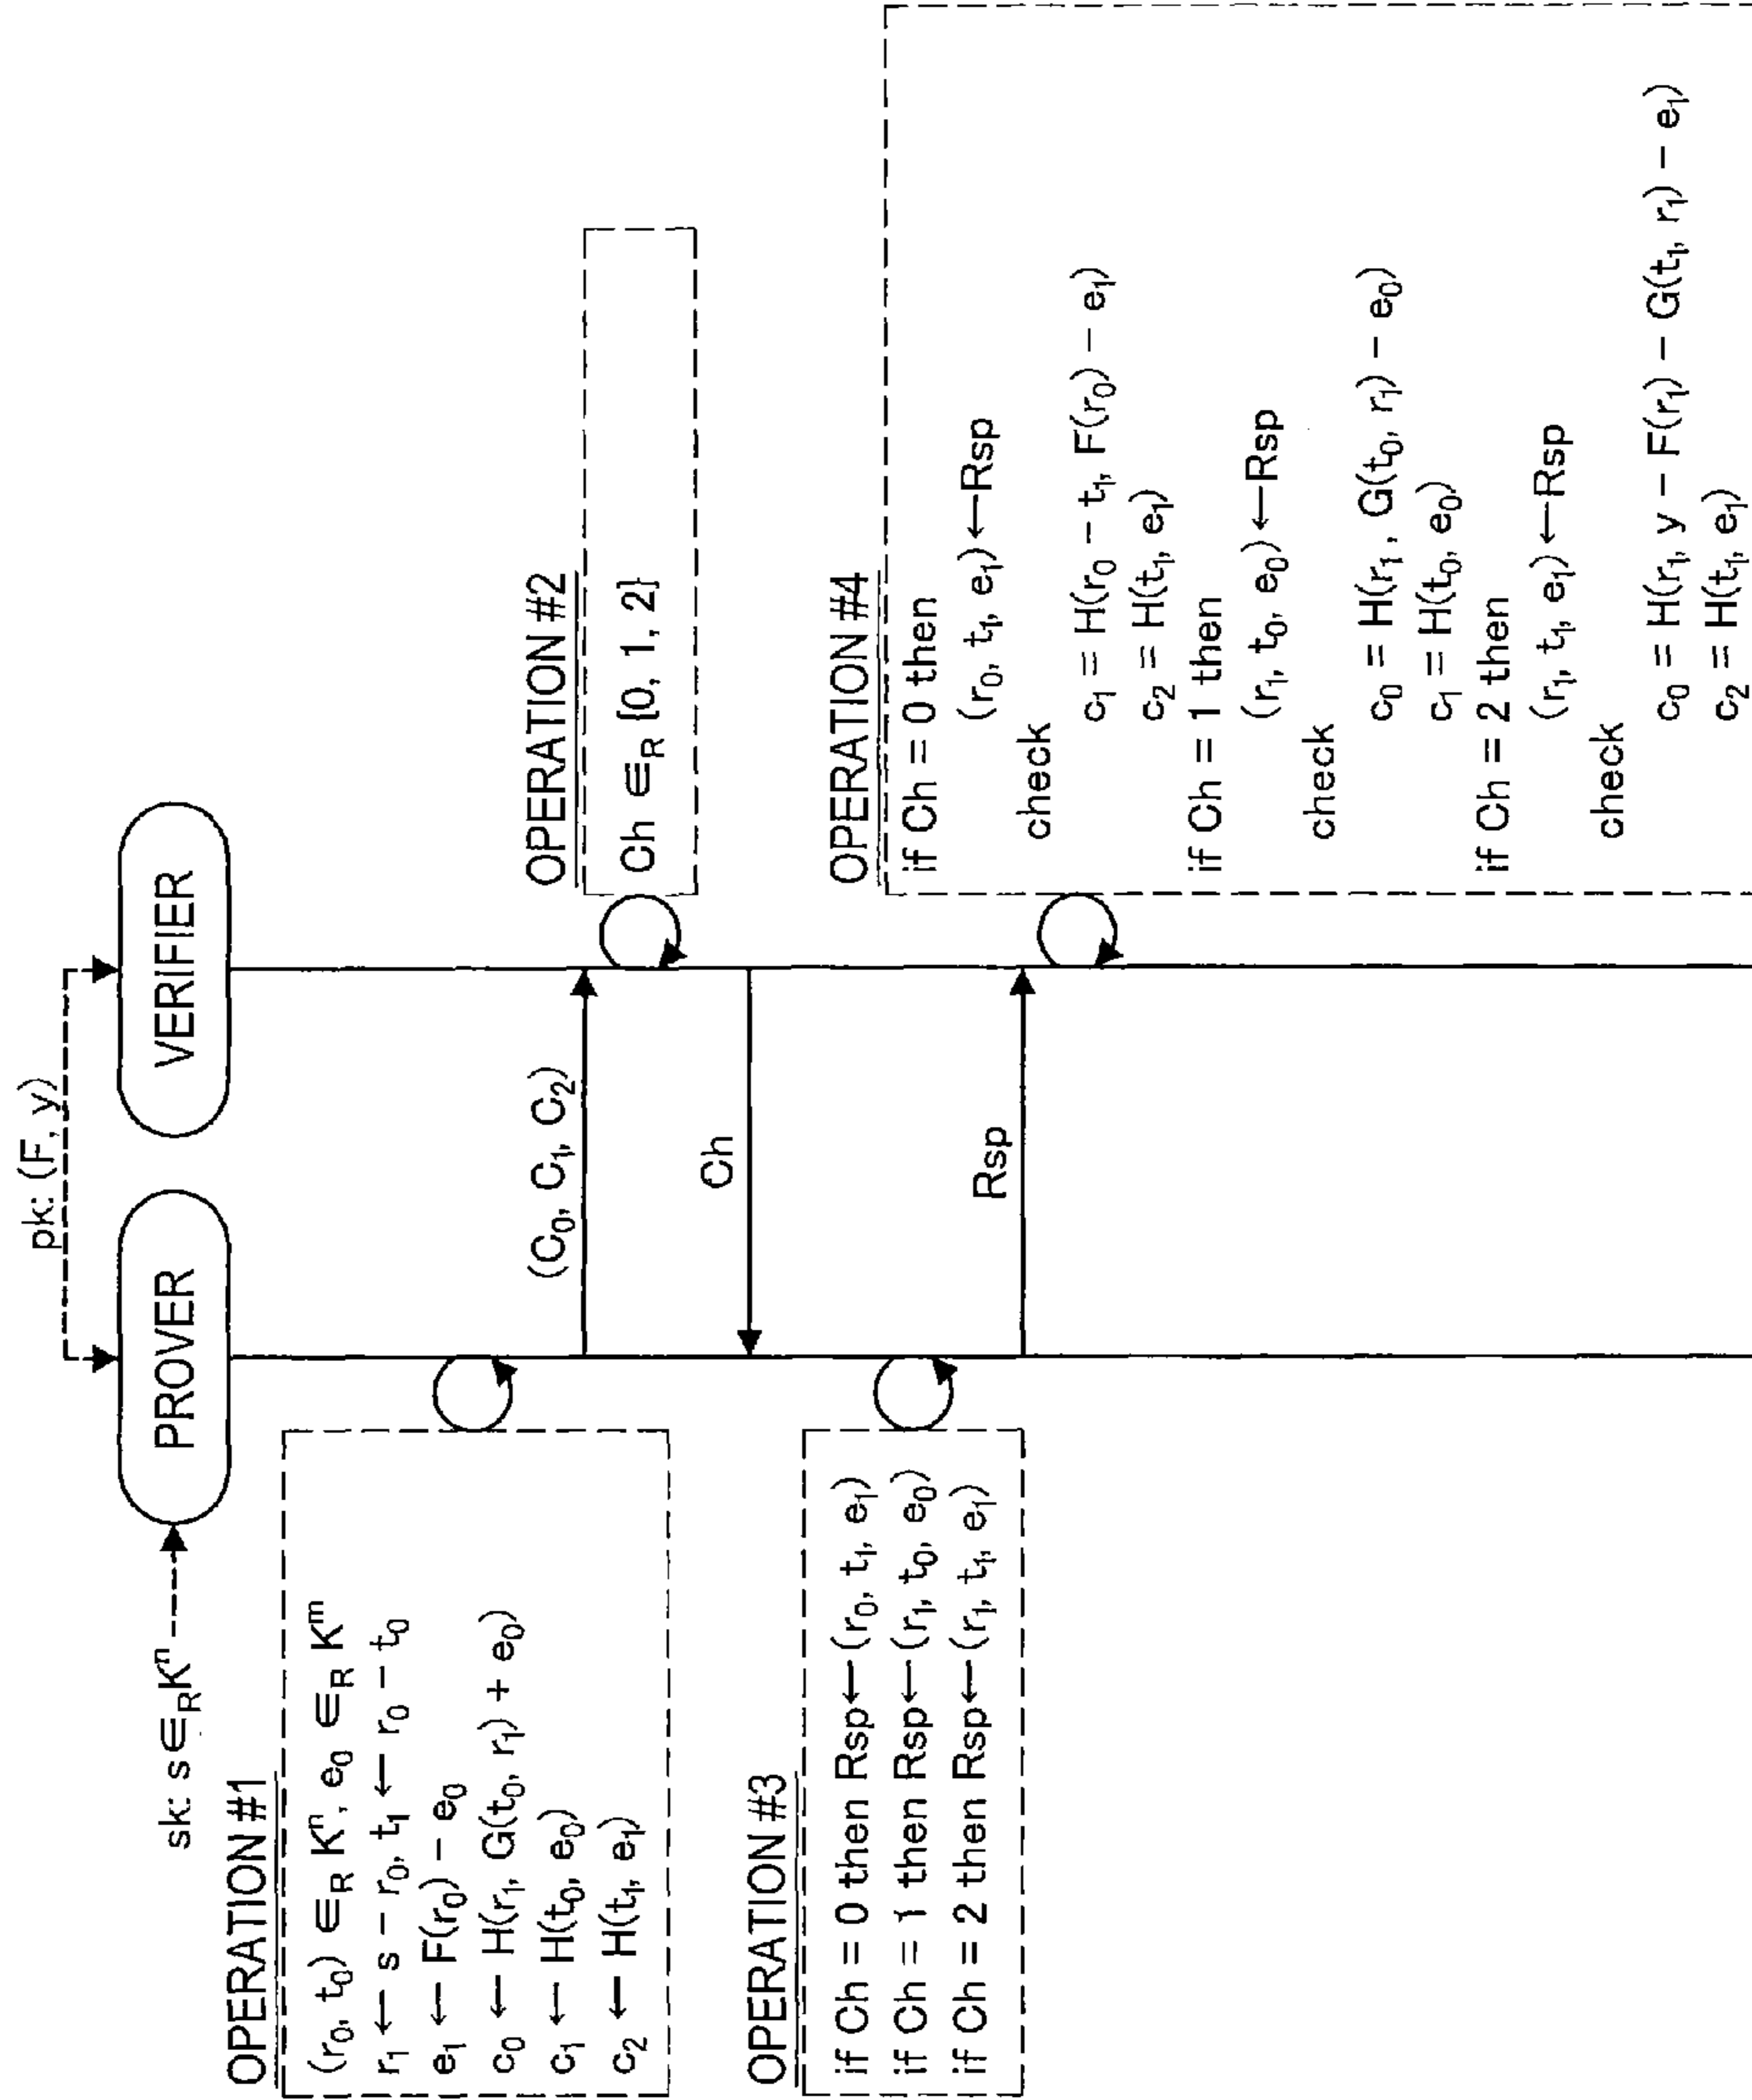 pk: (F, y)
sk: s ∈R Kⁿ
PROVER
VERIFIER
OPERATION #1
(r₀, t₀) ∈R Kⁿ, e₀ ∈R Kᵐ
r₁ ← s – r₀, t₁ ← r₀ – t₀
e₁ ← F(r₀) – e₀
c₀ ← H(r₁, G(t₀, r₁) + e₀)
c₁ ← H(t₀, e₀)
c₂ ← H(t₁, e₁)
(C₀, C₁, C₂)
OPERATION #2
Ch ∈R {0, 1, 2}
Ch
OPERATION #3
if Ch = 0 then Rsp ← (r₀, t₁, e₁)
if Ch = 1 then Rsp ← (r₁, t₀, e₀)
if Ch = 2 then Rsp ← (r₁, t₁, e₁)
Rsp
OPERATION #4
if Ch = 0 then
(r₀, t₁, e₁) ← Rsp
check
c₁ = H(r₀ – t₁, F(r₀) – e₁)
c₂ = H(t₁, e₁)
if Ch = 1 then
(r₁, t₀, e₀) ← Rsp
check
c₀ = H(r₁, G(t₀, r₁) – e₀)
c₁ = H(t₀, e₀)
if Ch = 2 then
(r₁, t₁, e₁) ← Rsp
check
c₀ = H(r₁, y – F(r₁) – G(t₁, r₁) – e₁)
c₂ = H(t₁, e₁)